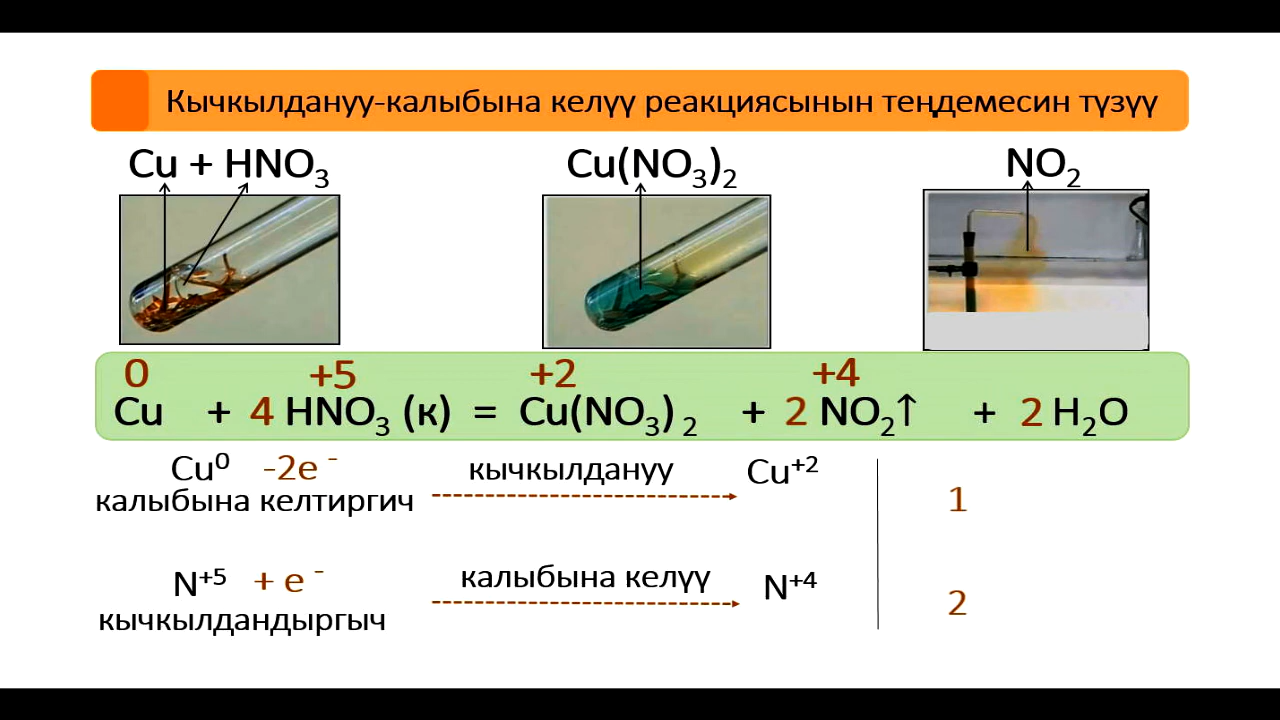 Кычкылдануу-калыбына келүү реакциясынын теңдемесин түзүү
Cu + HNO₃
Cu(NO₃)₂
NO₂
0 +5 +2 +4
Cu + 4 HNO₃ (к) = Cu(NO₃)₂ + 2 NO₂↑ + 2 H₂O
Cu⁰ -2e⁻ кычкылдануу Cu⁺² 1
калыбына келтиргич
N⁺⁵ + e⁻ калыбына келүү N⁺⁴ 2
кычкылдандыргыч